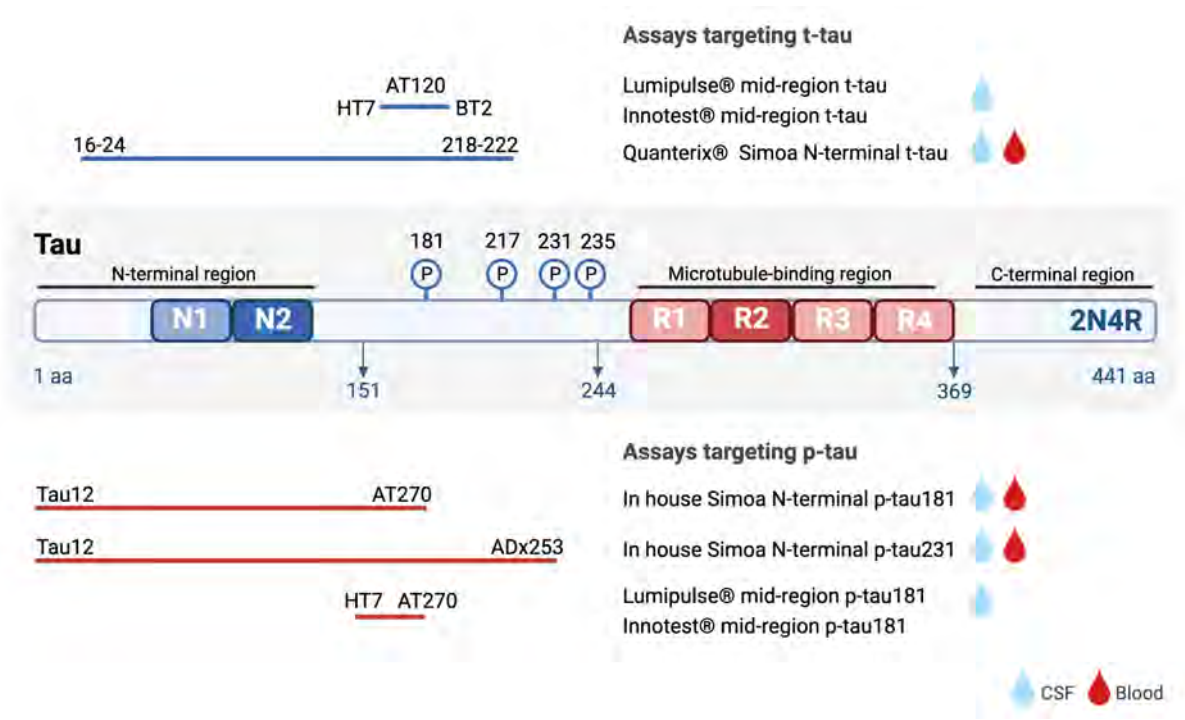 Assays targeting t-tau
AT120
HT7 BT2
Lumipulse® mid-region t-tau
Innotest® mid-region t-tau
16-24 218-222
Quanterix® Simoa N-terminal t-tau
Tau
181 217 231 235
N-terminal region
Microtubule-binding region
C-terminal region
P P P P
N1 N2 R1 R2 R3 R4 2N4R
1 aa 151 244 369 441 aa
Assays targeting p-tau
Tau12 AT270
In house Simoa N-terminal p-tau181
Tau12 ADx253
In house Simoa N-terminal p-tau231
HT7 AT270
Lumipulse® mid-region p-tau181
Innotest® mid-region p-tau181
CSF Blood